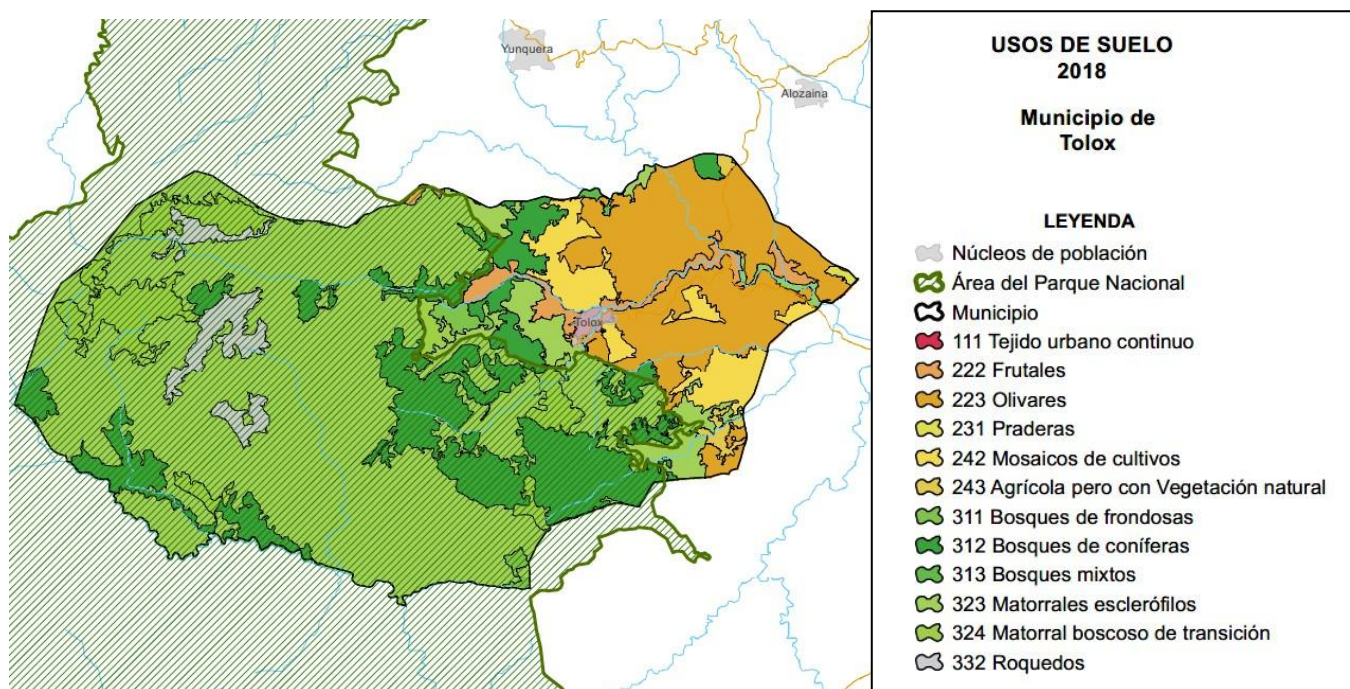 Yunquera
Alozaina
Tolox
USOS DE SUELO
2018
Municipio de
Tolox
LEYENDA
Núcleos de población
Área del Parque Nacional
Municipio
111 Tejido urbano continuo
222 Frutales
223 Olivares
231 Praderas
242 Mosaicos de cultivos
243 Agrícola pero con Vegetación natural
311 Bosques de frondosas
312 Bosques de coníferas
313 Bosques mixtos
323 Matorrales esclerófilos
324 Matorral boscoso de transición
332 Roquedos